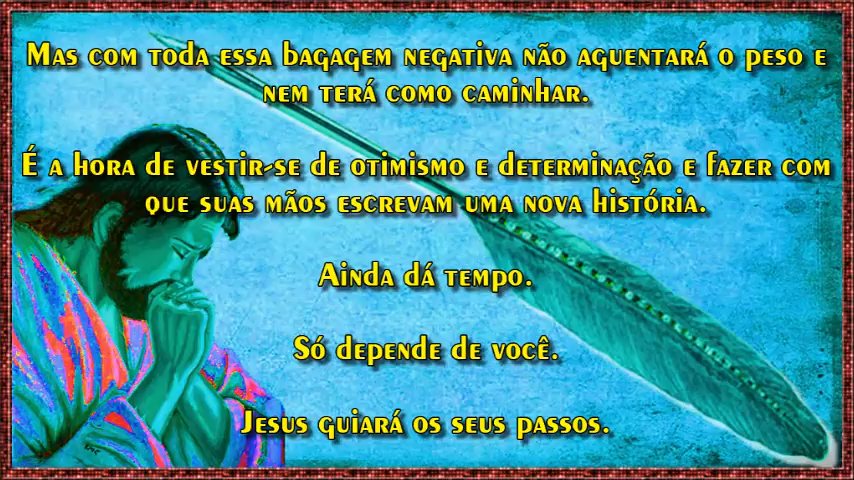 Mas com toda essa bagagem negativa não aguentará o peso e
nem terá como caminhar.
É a hora de vestir-se de otimismo e determinação e fazer com
que suas mãos escrevam uma nova história.
Ainda dá tempo.
Só depende de você.
Jesus guiará os seus passos.